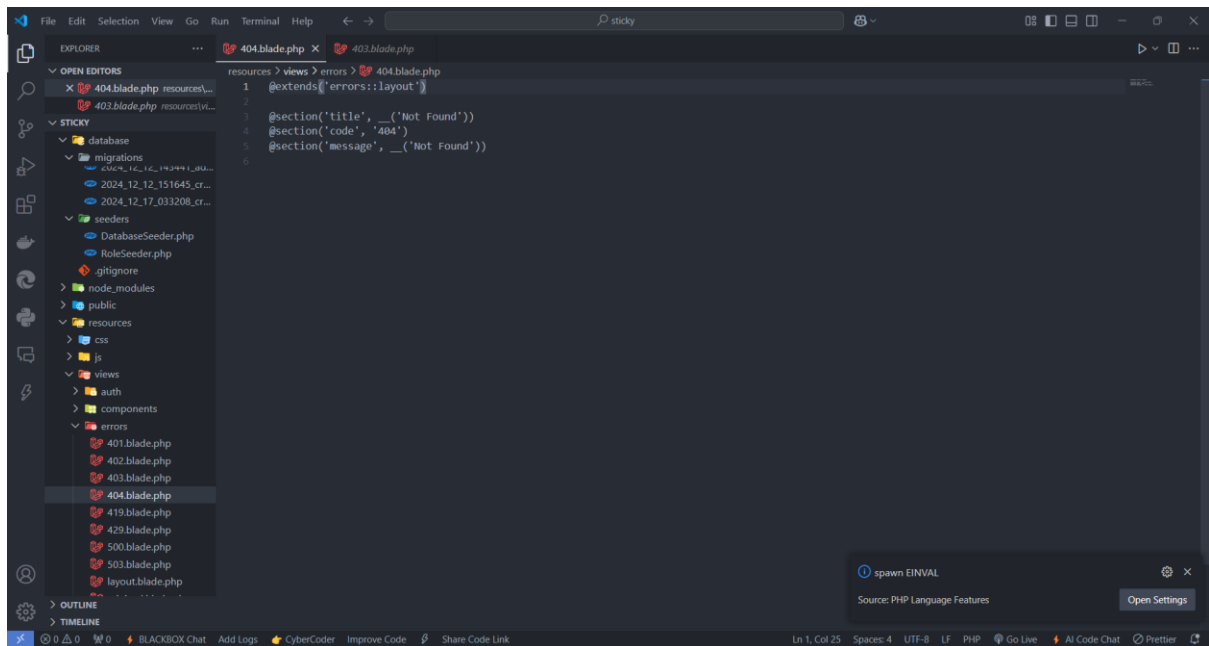 File Edit Selection View Go Run Terminal Help
sticky
EXPLORER
OPEN EDITORS
404.blade.php resources\...
403.blade.php resources\vi...
STICKY
database
migrations
2024_12_12_143441_au...
2024_12_12_151645_cr...
2024_12_17_033208_cr...
seeders
DatabaseSeeder.php
RoleSeeder.php
.gitignore
node_modules
public
resources
css
js
views
auth
components
errors
401.blade.php
402.blade.php
403.blade.php
404.blade.php
419.blade.php
429.blade.php
500.blade.php
503.blade.php
layout.blade.php
OUTLINE
TIMELINE
404.blade.php
403.blade.php
resources > views > errors > 404.blade.php
1 @extends('errors::layout')
2
3 @section('title', __('Not Found'))
4 @section('code', '404')
5 @section('message', __('Not Found'))
6
spawn EINVAL
Source: PHP Language Features
Open Settings
0 0 0 BLACKBOX Chat Add Logs CyberCoder Improve Code Share Code Link Ln 1, Col 25 Spaces: 4 UTF-8 LF PHP Go Live AI Code Chat Prettier